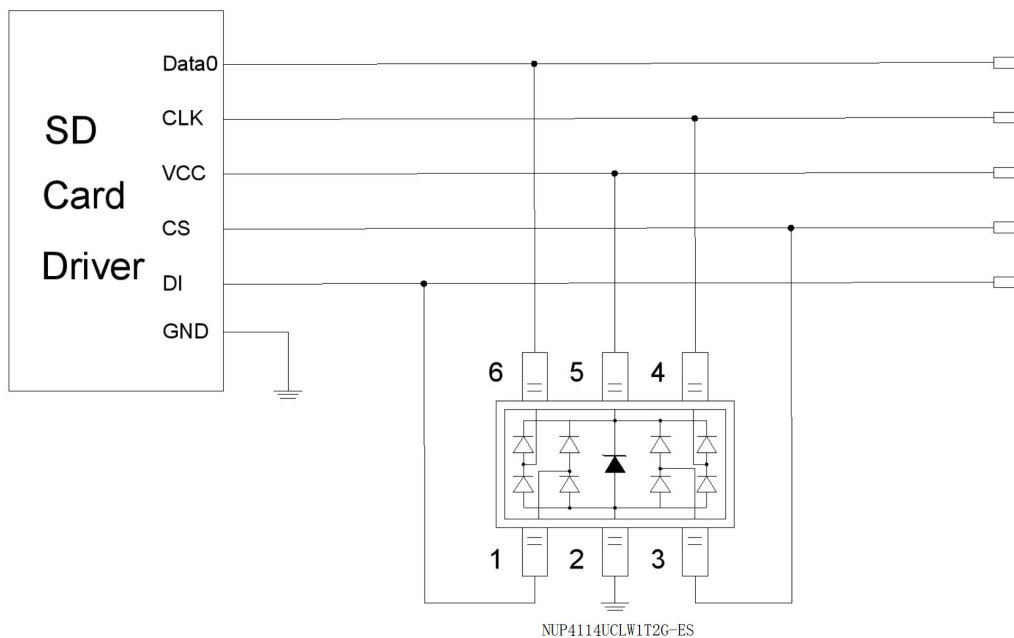 Data0
SD
CLK
VCC
Card
CS
Driver
DI
GND
6 5 4
1 2 3
NUP4114UCLW1T2G-ES